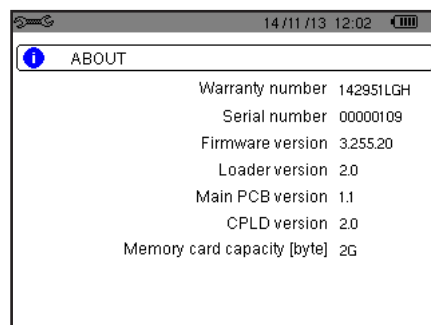 14/11/13 12:02
ABOUT
Warranty number 142951LGH
Serial number 00000109
Firmware version 3.255.20
Loader version 2.0
Main PCB version 1.1
CPLD version 2.0
Memory card capacity [byte] 2G